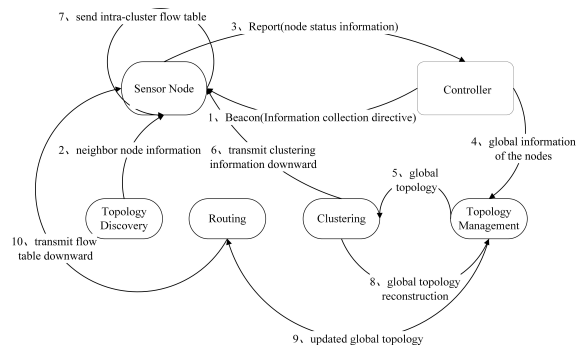 7、send intra-cluster flow table
3、Report(node status information)
Sensor Node
Controller
1、Beacon(Information collection directive)
2、neighbor node information
6、transmit clustering
information downward
4、global information
of the nodes
5、global
topology
Topology
Discovery
Routing
Clustering
Topology
Management
10、transmit flow
table downward
8、global topology
reconstruction
9、updated global topology